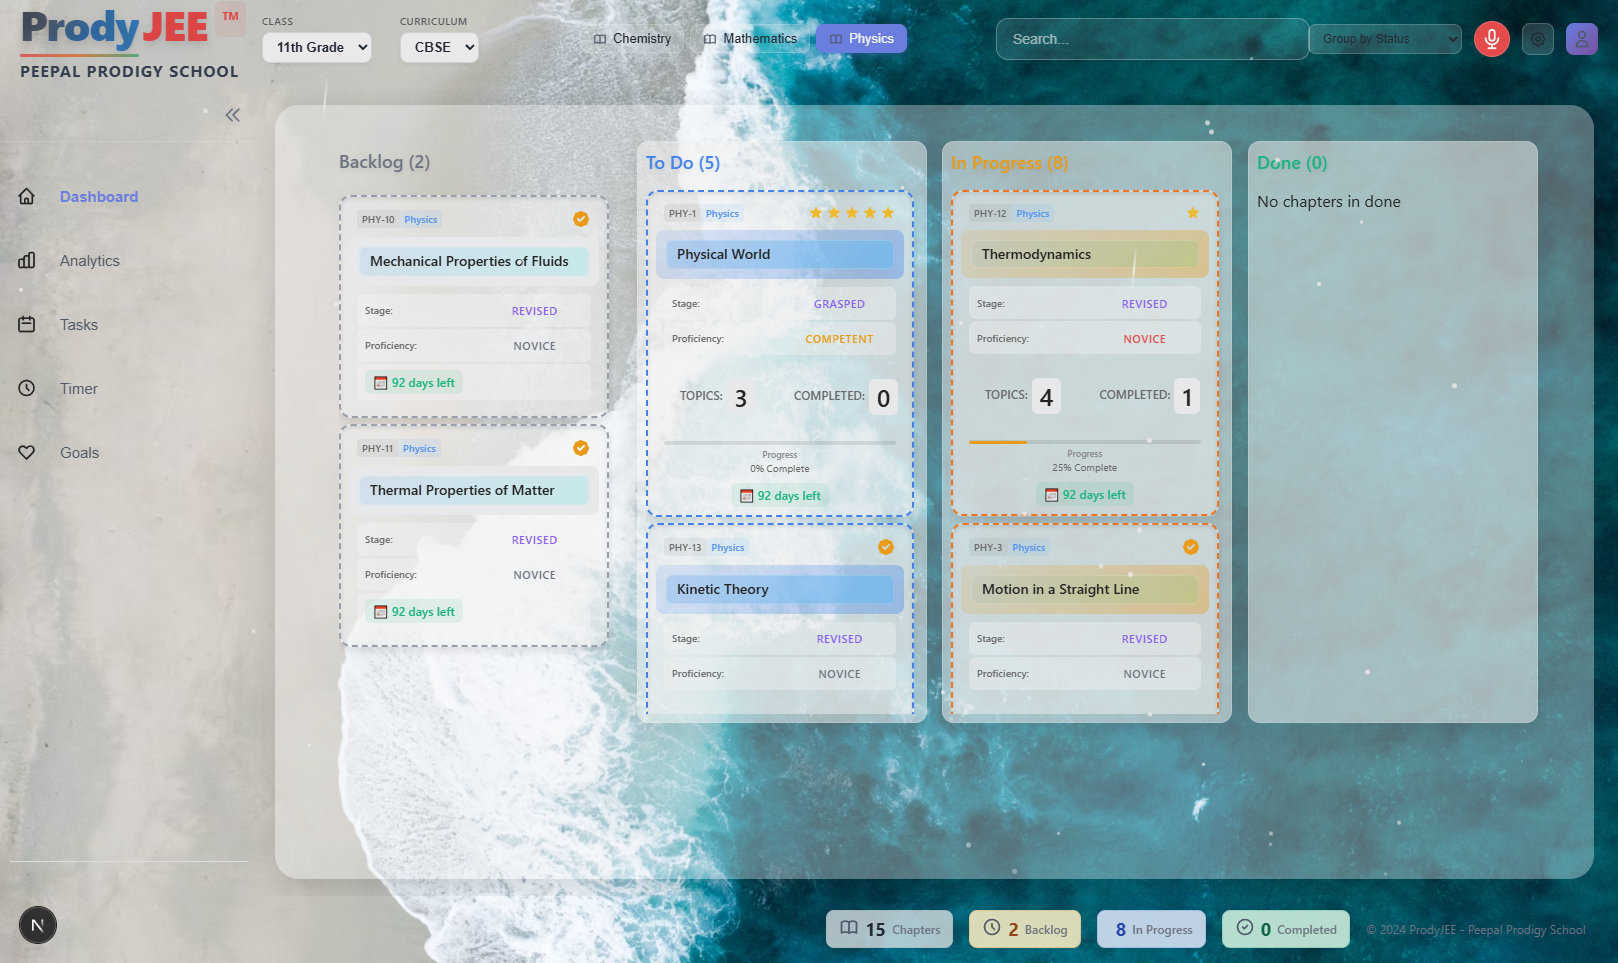 ProdyJEE TM
PEEPAL PRODIGY SCHOOL
CLASS
11th Grade
CURRICULUM
CBSE
Chemistry
Mathematics
Physics
Search...
Group by Status
Dashboard
Analytics
Tasks
Timer
Goals
Backlog (2)
PHY-10 Physics
Mechanical Properties of Fluids
Stage: REVISED
Proficiency: NOVICE
92 days left
PHY-11 Physics
Thermal Properties of Matter
Stage: REVISED
Proficiency: NOVICE
92 days left
To Do (5)
PHY-1 Physics
Physical World
Stage: GRASPED
Proficiency: COMPETENT
TOPICS: 3 COMPLETED: 0
Progress
0% Complete
92 days left
PHY-13 Physics
Kinetic Theory
Stage: REVISED
Proficiency: NOVICE
In Progress (8)
PHY-12 Physics
Thermodynamics
Stage: REVISED
Proficiency: NOVICE
TOPICS: 4 COMPLETED: 1
Progress
25% Complete
92 days left
PHY-3 Physics
Motion in a Straight Line
Stage: REVISED
Proficiency: NOVICE
Done (0)
No chapters in done
N
15 Chapters
2 Backlog
8 In Progress
0 Completed
© 2024 ProdyJEE - Peepal Prodigy School